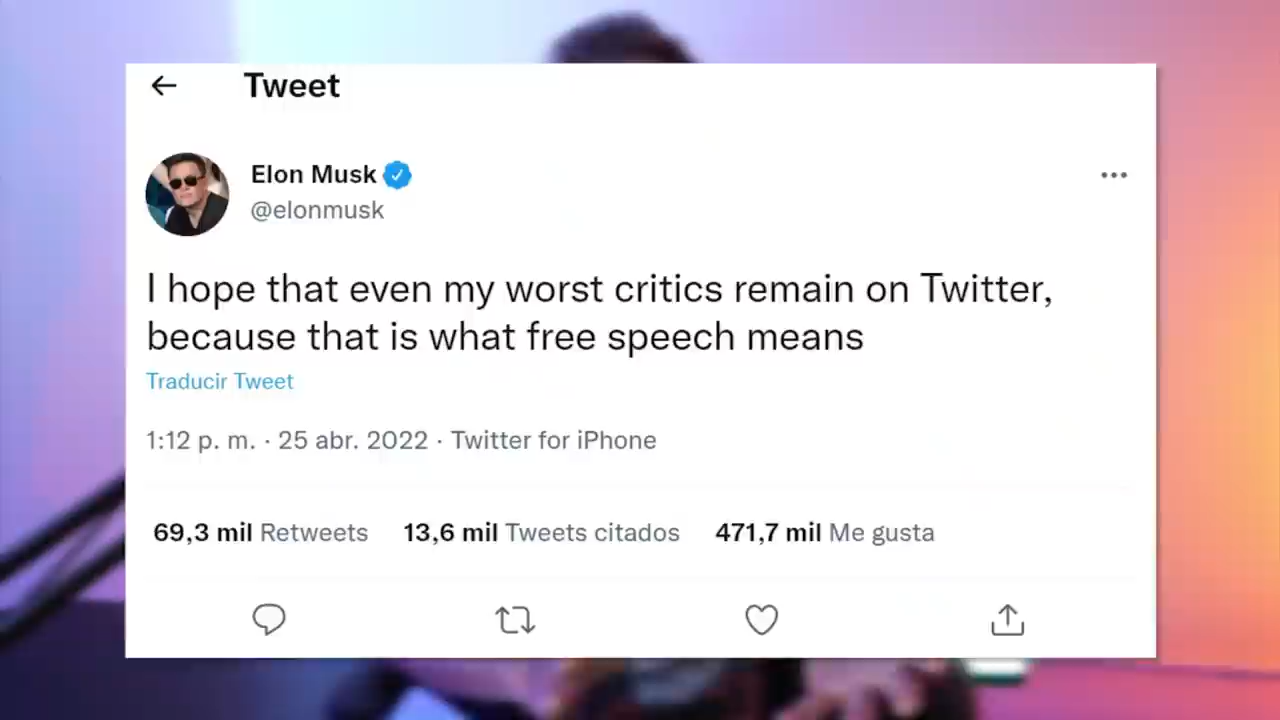 Tweet
Elon Musk
@elonmusk
I hope that even my worst critics remain on Twitter,
because that is what free speech means
Traducir Tweet
1:12 p. m. · 25 abr. 2022 · Twitter for iPhone
69,3 mil Retweets 13,6 mil Tweets citados 471,7 mil Me gusta